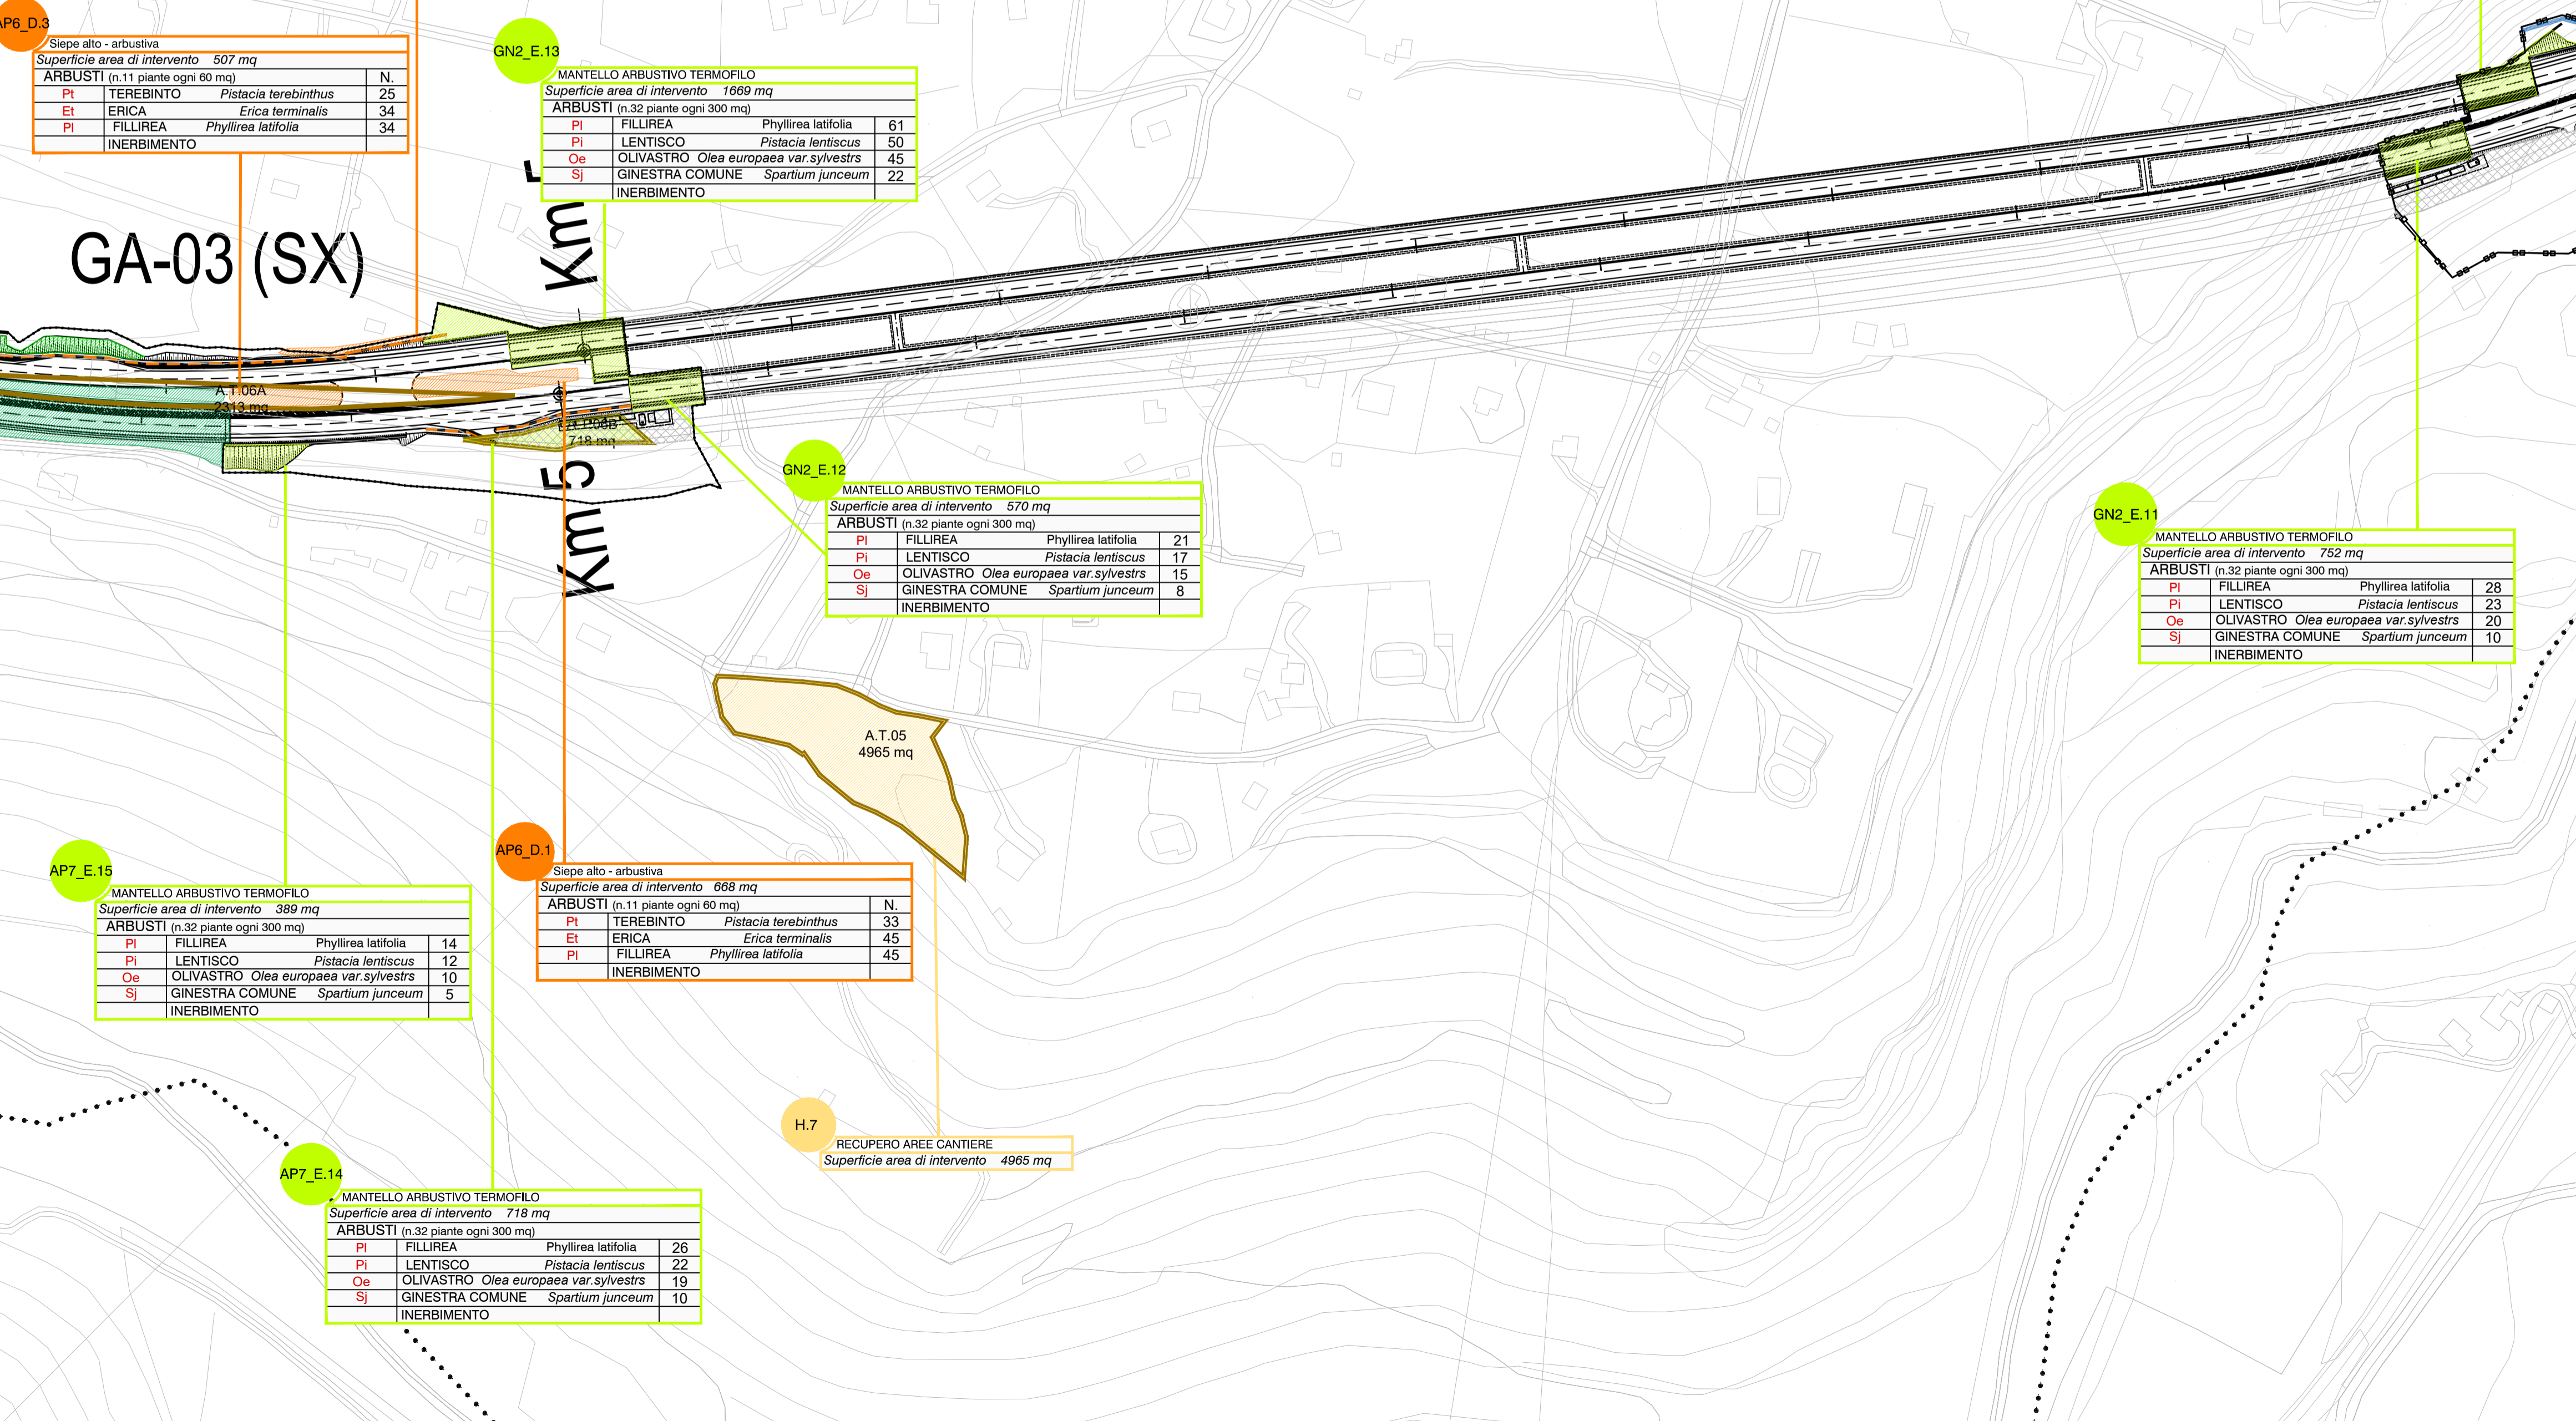 AP6_D.3
Siepe alto - arbustiva
Superficie area di intervento 507 mq
ARBUSTI (n.11 piante ogni 60 mq) N.
Pt TEREBINTO Pistacia terebinthus 25
Et ERICA Erica terminalis 34
Pl FILLIREA Phyllirea latifolia 34
INERBIMENTO
GN2_E.13
MANTELLO ARBUSTIVO TERMOFILO
Superficie area di intervento 1669 mq
ARBUSTI (n.32 piante ogni 300 mq)
Pl FILLIREA Phyllirea latifolia 61
Pi LENTISCO Pistacia lentiscus 50
Oe OLIVASTRO Olea europaea var.sylvestrs 45
Sj GINESTRA COMUNE Spartium junceum 22
INERBIMENTO
GA-03 (SX)
Km
A.T.06A
2313 mq
718 mq
Km 5
GN2_E.12
MANTELLO ARBUSTIVO TERMOFILO
Superficie area di intervento 570 mq
ARBUSTI (n.32 piante ogni 300 mq)
Pl FILLIREA Phyllirea latifolia 21
Pi LENTISCO Pistacia lentiscus 17
Oe OLIVASTRO Olea europaea var.sylvestrs 15
Sj GINESTRA COMUNE Spartium junceum 8
INERBIMENTO
GN2_E.11
MANTELLO ARBUSTIVO TERMOFILO
Superficie area di intervento 752 mq
ARBUSTI (n.32 piante ogni 300 mq)
Pl FILLIREA Phyllirea latifolia 28
Pi LENTISCO Pistacia lentiscus 23
Oe OLIVASTRO Olea europaea var.sylvestrs 20
Sj GINESTRA COMUNE Spartium junceum 10
INERBIMENTO
A.T.05
4965 mq
AP7_E.15
MANTELLO ARBUSTIVO TERMOFILO
Superficie area di intervento 389 mq
ARBUSTI (n.32 piante ogni 300 mq)
Pl FILLIREA Phyllirea latifolia 14
Pi LENTISCO Pistacia lentiscus 12
Oe OLIVASTRO Olea europaea var.sylvestrs 10
Sj GINESTRA COMUNE Spartium junceum 5
INERBIMENTO
AP6_D.1
Siepe alto - arbustiva
Superficie area di intervento 668 mq
ARBUSTI (n.11 piante ogni 60 mq) N.
Pt TEREBINTO Pistacia terebinthus 33
Et ERICA Erica terminalis 45
Pl FILLIREA Phyllirea latifolia 45
INERBIMENTO
H.7
RECUPERO AREE CANTIERE
Superficie area di intervento 4965 mq
AP7_E.14
MANTELLO ARBUSTIVO TERMOFILO
Superficie area di intervento 718 mq
ARBUSTI (n.32 piante ogni 300 mq)
Pl FILLIREA Phyllirea latifolia 26
Pi LENTISCO Pistacia lentiscus 22
Oe OLIVASTRO Olea europaea var.sylvestrs 19
Sj GINESTRA COMUNE Spartium junceum 10
INERBIMENTO